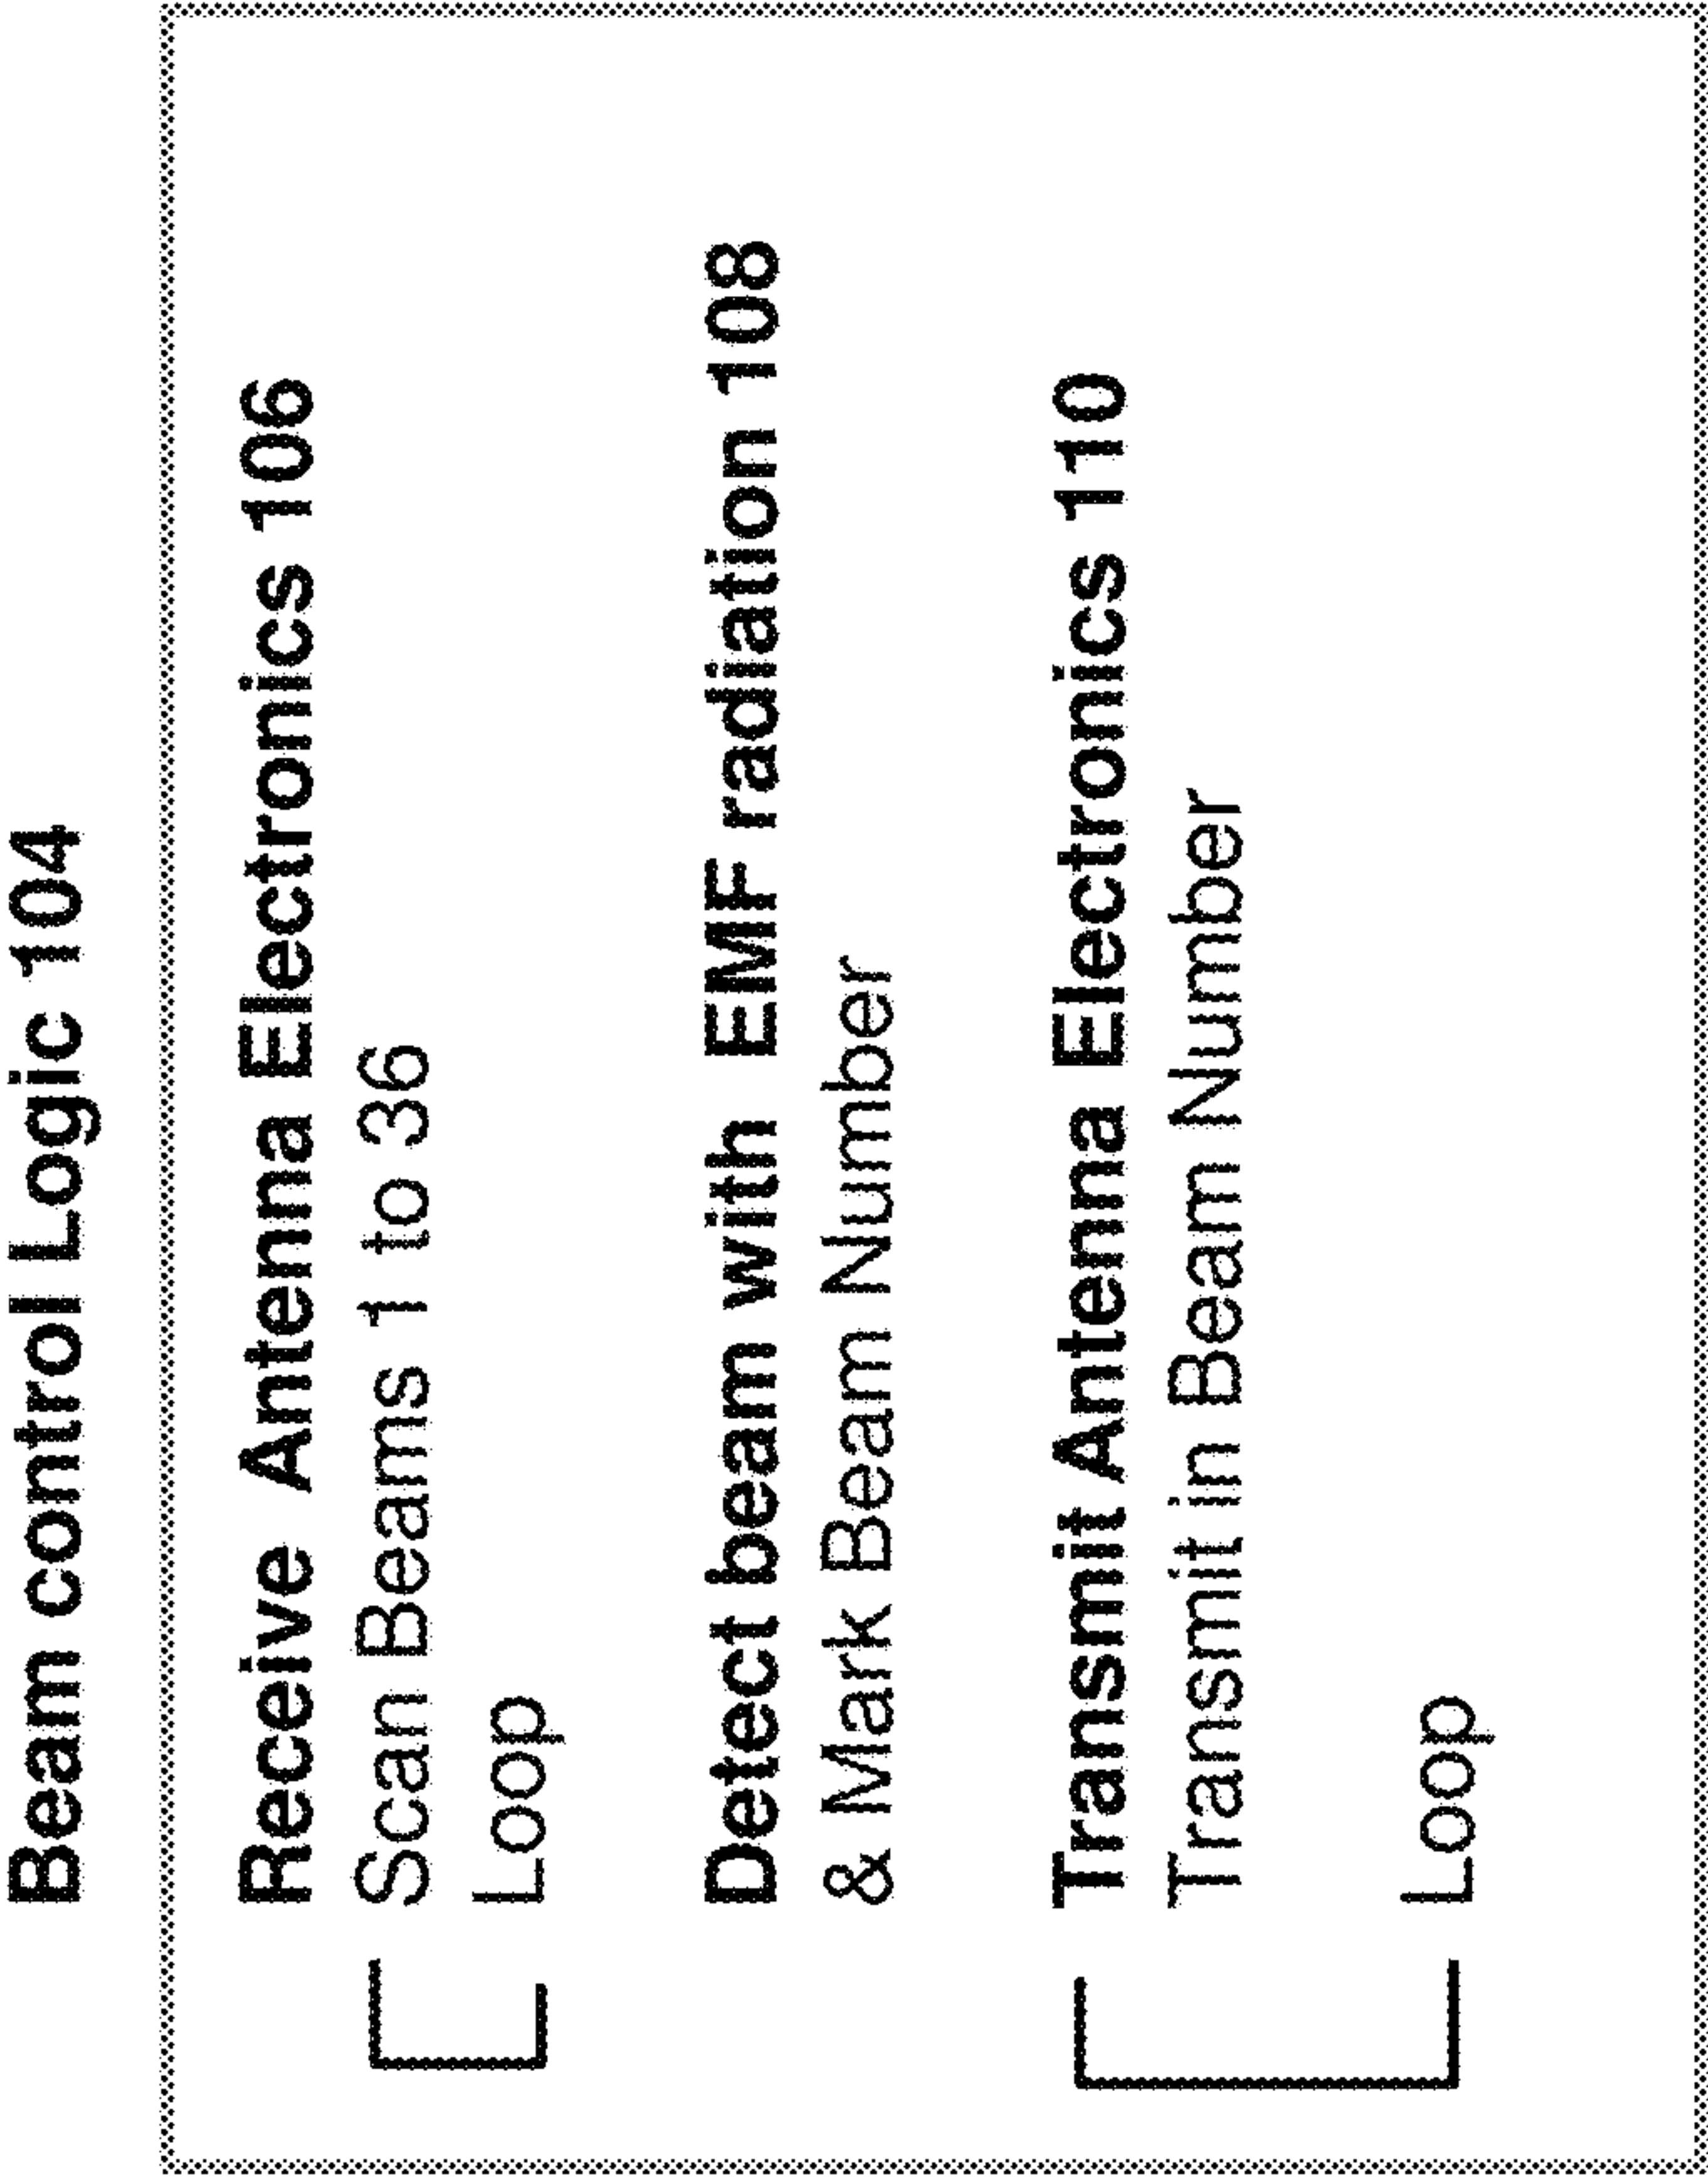 Beam control Logic 104
Receive Antenna Electronics 106
Scan Beams 1 to 36
Loop
Detect beam with EMF radiation 108
& Mark Beam Number
Transmit Antenna Electronics 110
Transmit in Beam Number
Loop